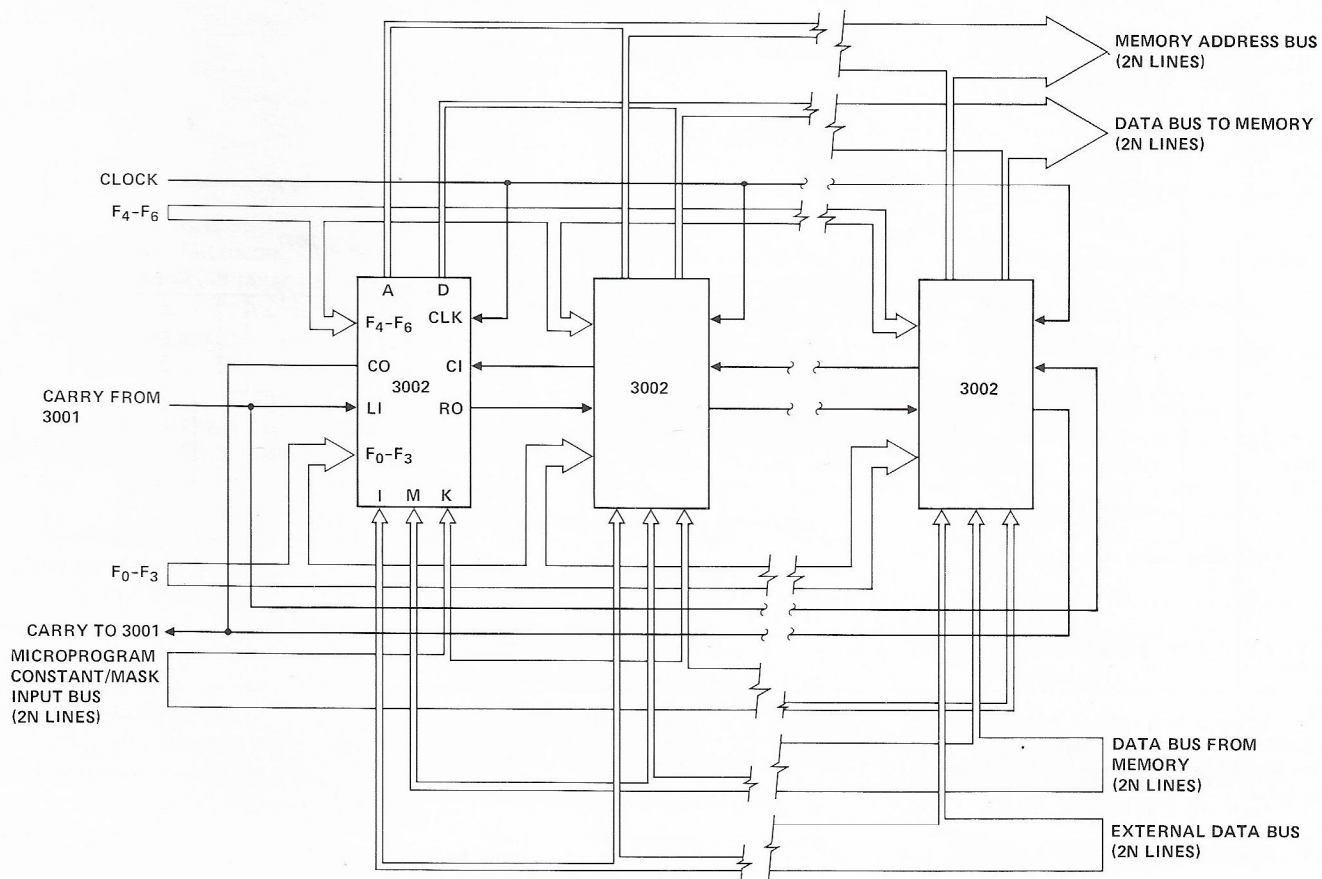 MEMORY ADDRESS BUS
(2N LINES)
DATA BUS TO MEMORY
(2N LINES)
CLOCK
F4–F6
A D
F4–F6 CLK
CO CI
3002
LI RO
F0–F3
I M K
3002
3002
CARRY FROM
3001
F0–F3
CARRY TO 3001
MICROPROGRAM
CONSTANT/MASK
INPUT BUS
(2N LINES)
DATA BUS FROM
MEMORY
(2N LINES)
EXTERNAL DATA BUS
(2N LINES)